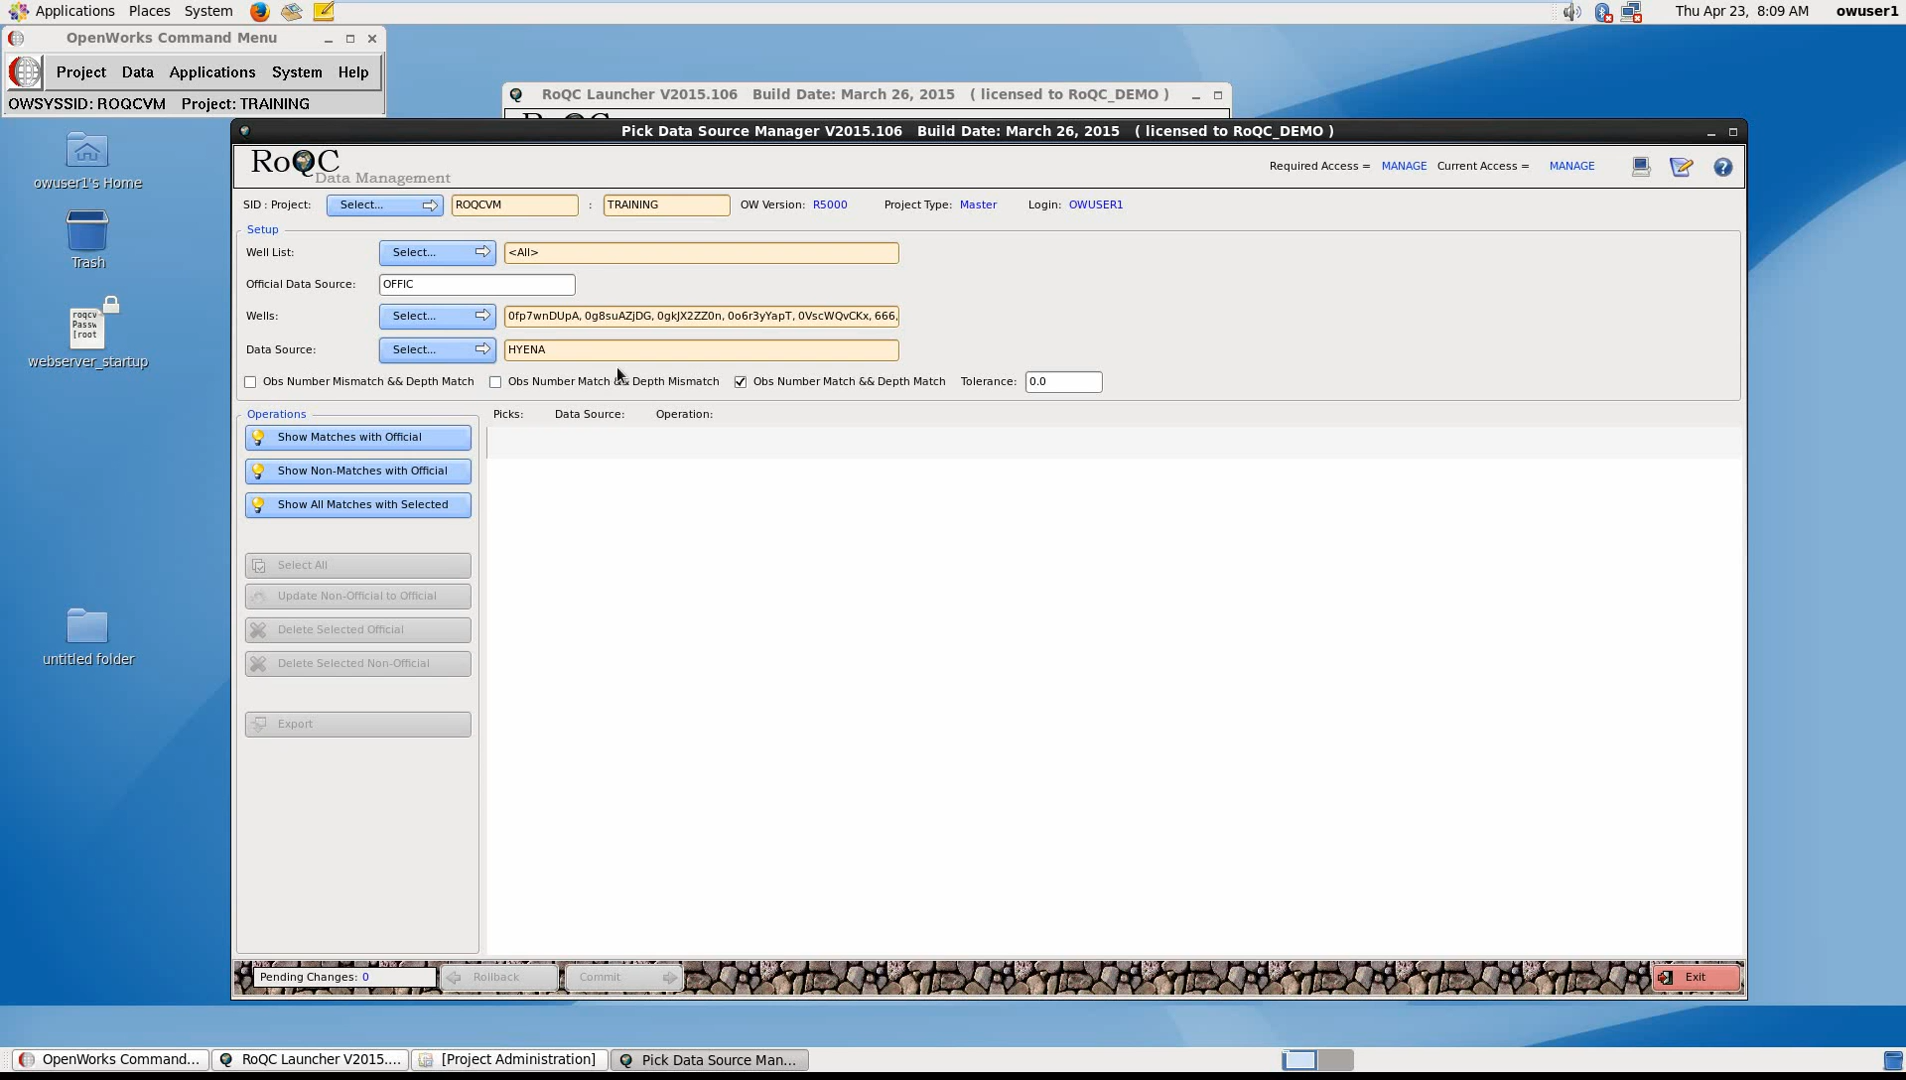 Applications Places System
Thu Apr 23, 8:09 AM owuser1
OpenWorks Command Menu
Project Data Applications System Help
OWSYSSID: ROQCVM Project: TRAINING
RoQC Launcher V2015.106 Build Date: March 26, 2015 ( licensed to RoQC_DEMO )
Pick Data Source Manager V2015.106 Build Date: March 26, 2015 ( licensed to RoQC_DEMO )
RoQC
Data Management
Required Access = MANAGE Current Access = MANAGE
SID : Project: Select... ROQCVM : TRAINING OW Version: R5000 Project Type: Master Login: OWUSER1
Setup
Well List: Select... <All>
Official Data Source: OFFIC
Wells: Select... 0fp7wnDUpA, 0g8suAZjDG, 0gkJX2ZZ0n, 0o6r3yYapT, 0VscWQvCKx, 666,
Data Source: Select... HYENA
Obs Number Mismatch && Depth Match Obs Number Match && Depth Mismatch Obs Number Match && Depth Match Tolerance: 0.0
Operations
Picks: Data Source: Operation:
Show Matches with Official
Show Non-Matches with Official
Show All Matches with Selected
Select All
Update Non-Official to Official
Delete Selected Official
Delete Selected Non-Official
Export
Pending Changes: 0 Rollback Commit Exit
owuser1's Home
Trash
roqcv
Passw
[root
webserver_startup
untitled folder
OpenWorks Command... RoQC Launcher V2015.... [Project Administration] Pick Data Source Man...